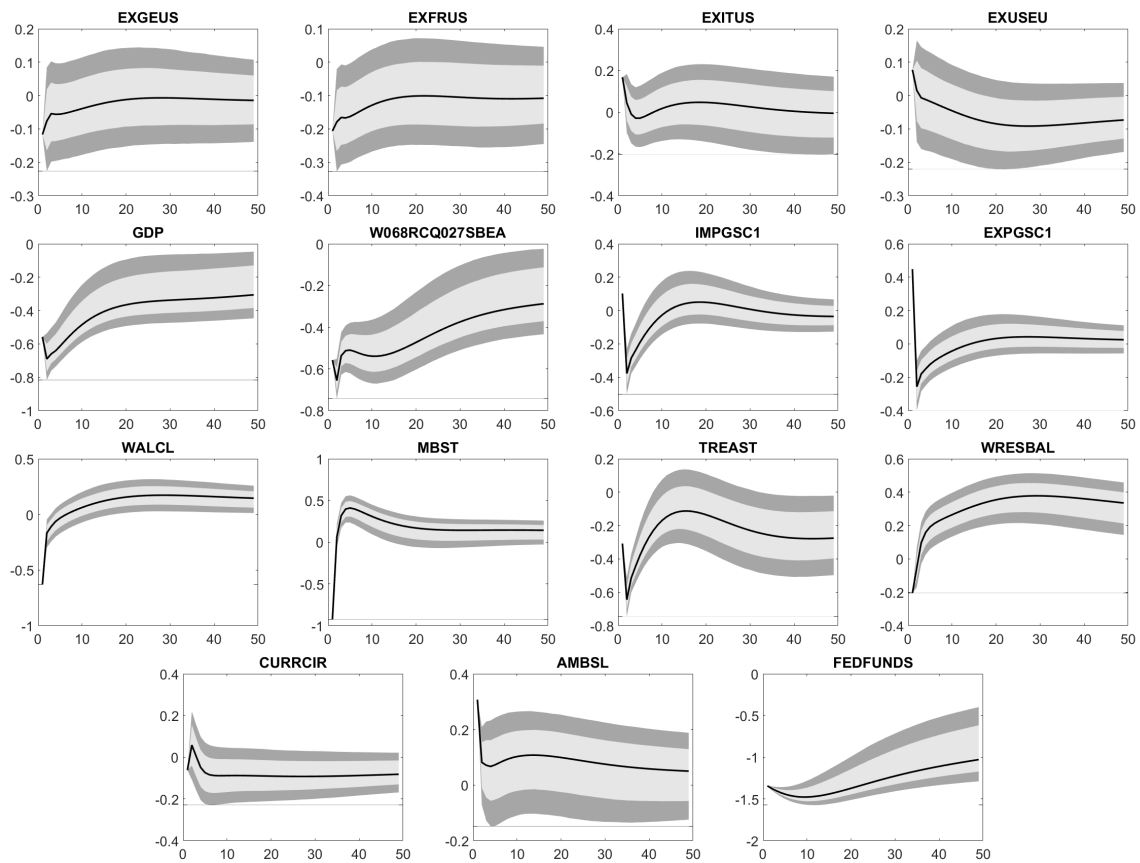 EXGEUS EXFRUS EXITUS EXUSEU
0.2 0.1 0.4 0.2
0.1 0 0.2 0.1
0 -0.1 0 0
-0.1 -0.2 -0.2 -0.1
-0.2 -0.3 -0.2
-0.3 -0.4 0.4 0.3
0 10 20 30 40 50 0 10 20 30 40 50 0 10 20 30 40 50 0 10 20 30 40 50
GDP W068RCQ027SBEA IMPGSC1 EXPGSC1
0 0 0.4 0.6
-0.2 -0.2 0.2 0.4
-0.4 0 0.2
-0.4 -0.2 0
-0.6 -0.6 -0.4 -0.2
-0.8
-1 -0.8 -0.6 -0.4
0 10 20 30 40 50 0 10 20 30 40 50 0 10 20 30 40 50 0 10 20 30 40 50
WALCL MBST TREAST WRESBAL
0.5 1 0.2 0.6
0 0.4
0 0.5 -0.2 0.2
0 -0.4 0
-0.5 0.5 -0.6 -0.2
-1 -1 -0.8 -0.4
0 10 20 30 40 50 0 10 20 30 40 50 0 10 20 30 40 50 0 10 20 30 40 50
CURRCIR AMBSL FEDFUNDS
0.4 0.4 0
0.2 0.2 -0.5
0 0 -1
-0.2 -1.5
-0.4 -0.2 -2
0 10 20 30 40 50 0 10 20 30 40 50 0 10 20 30 40 50